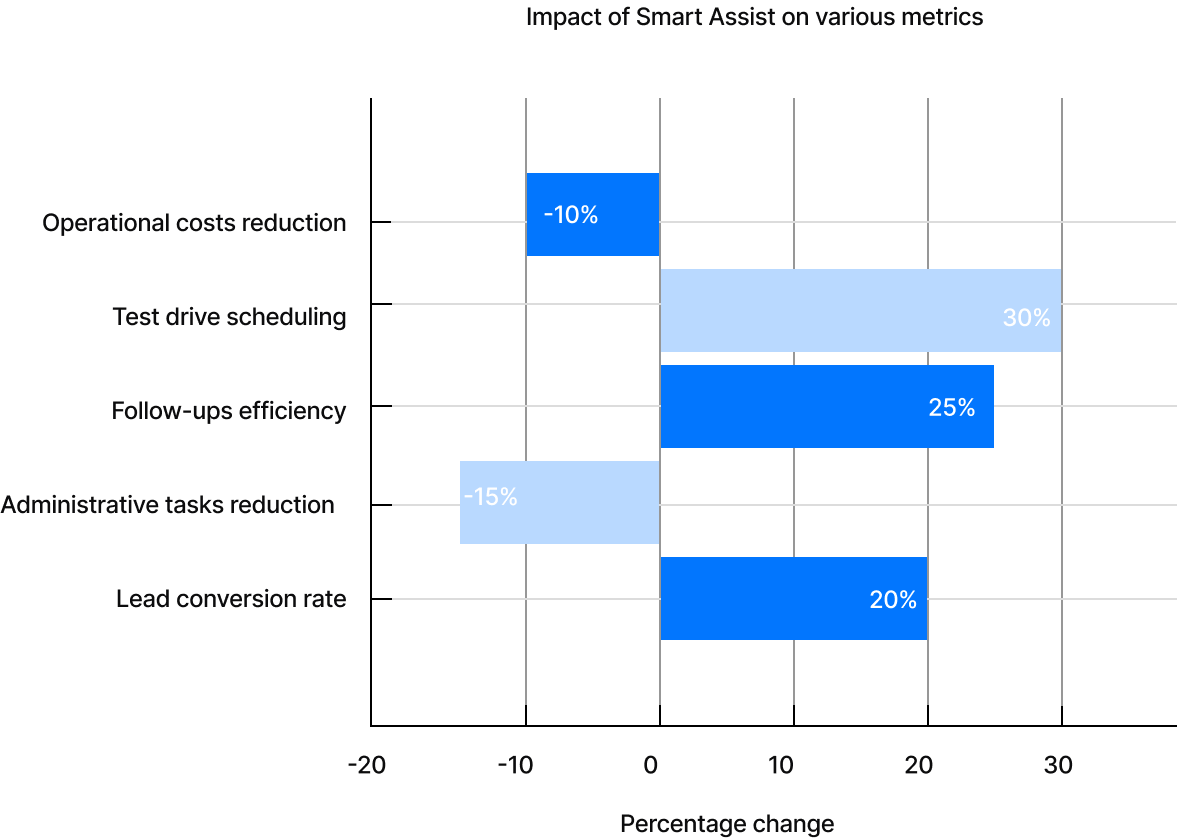 Impact of Smart Assist on various metrics
Operational costs reduction
-10%
Test drive scheduling
30%
Follow-ups efficiency
25%
Administrative tasks reduction
-15%
Lead conversion rate
20%
-20 -10 0 10 20 30
Percentage change